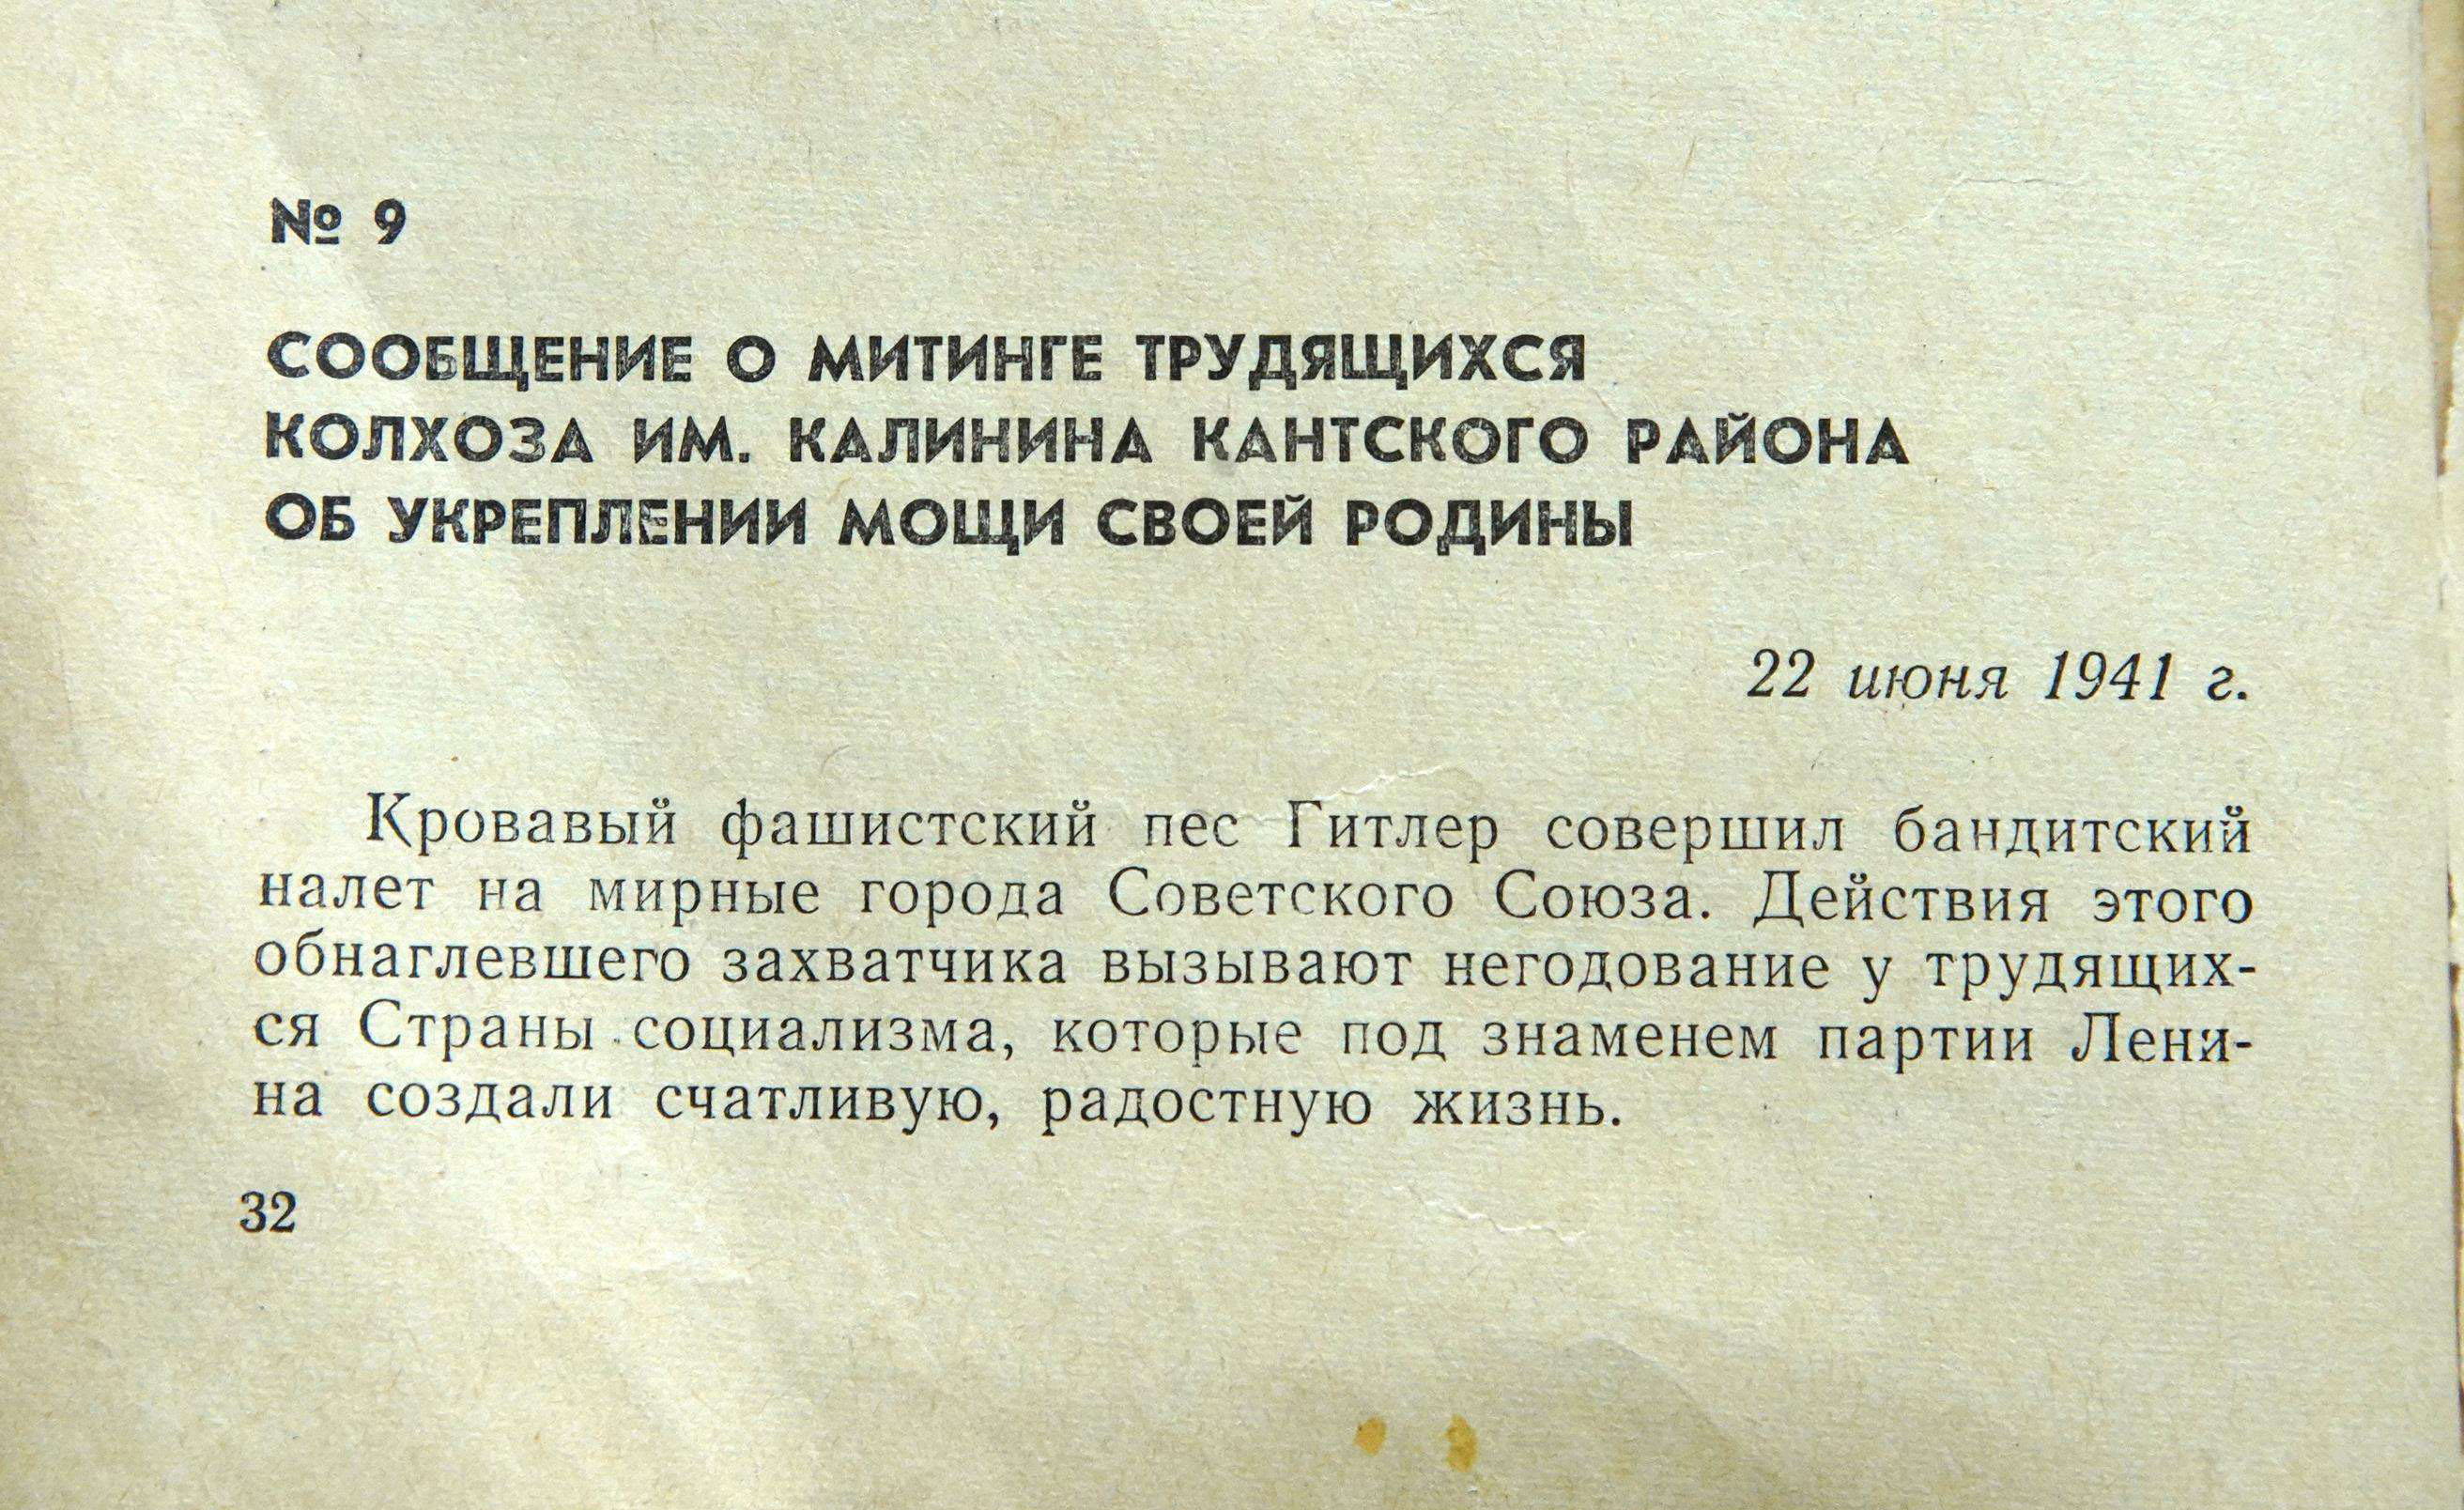 № 9
СООБЩЕНИЕ О МИТИНГЕ ТРУДЯЩИХСЯ
КОЛХОЗА ИМ. КАЛИНИНА КАНТСКОГО РАЙОНА
ОБ УКРЕПЛЕНИИ МОЩИ СВОЕЙ РОДИНЫ
22 июня 1941 г.
Кровавый фашистский пес Гитлер совершил бандитский
налет на мирные города Советского Союза. Действия этого
обнаглевшего захватчика вызывают негодование у трудящих-
ся Страны социализма, которые под знаменем партии Лени-
на создали счатливую, радостную жизнь.
32